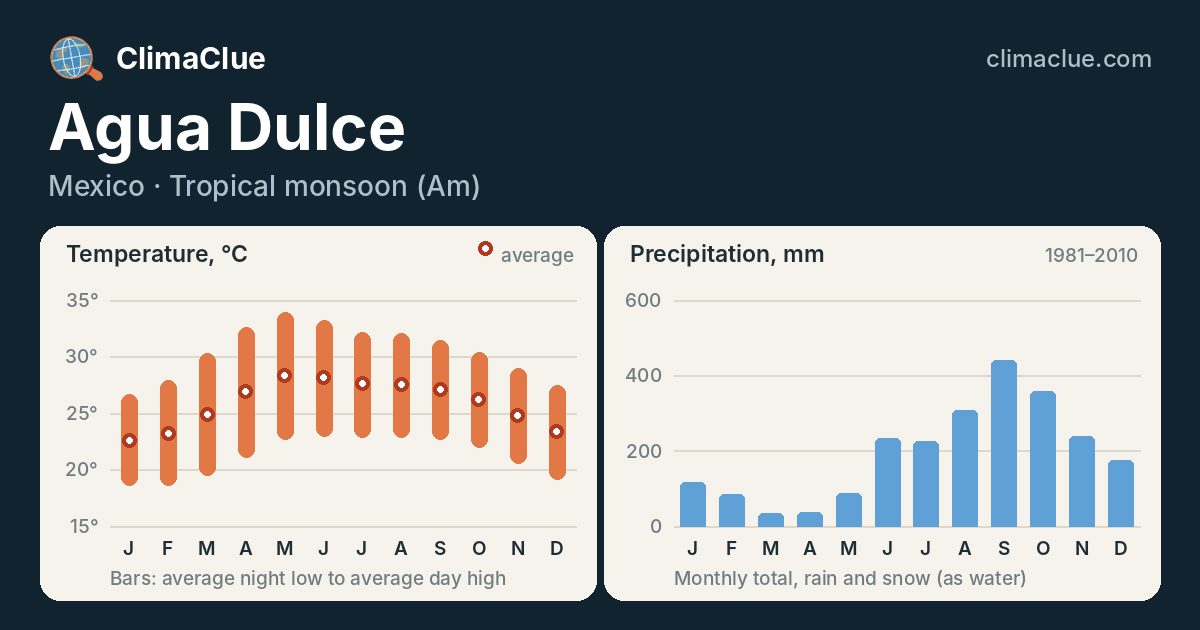 ClimaClue
climaclue.com
Agua Dulce
Mexico · Tropical monsoon (Am)
Temperature, °C
average
35°
30°
25°
20°
15°
J F M A M J J A S O N D
Bars: average night low to average day high
Precipitation, mm
1981–2010
600
400
200
0
J F M A M J J A S O N D
Monthly total, rain and snow (as water)